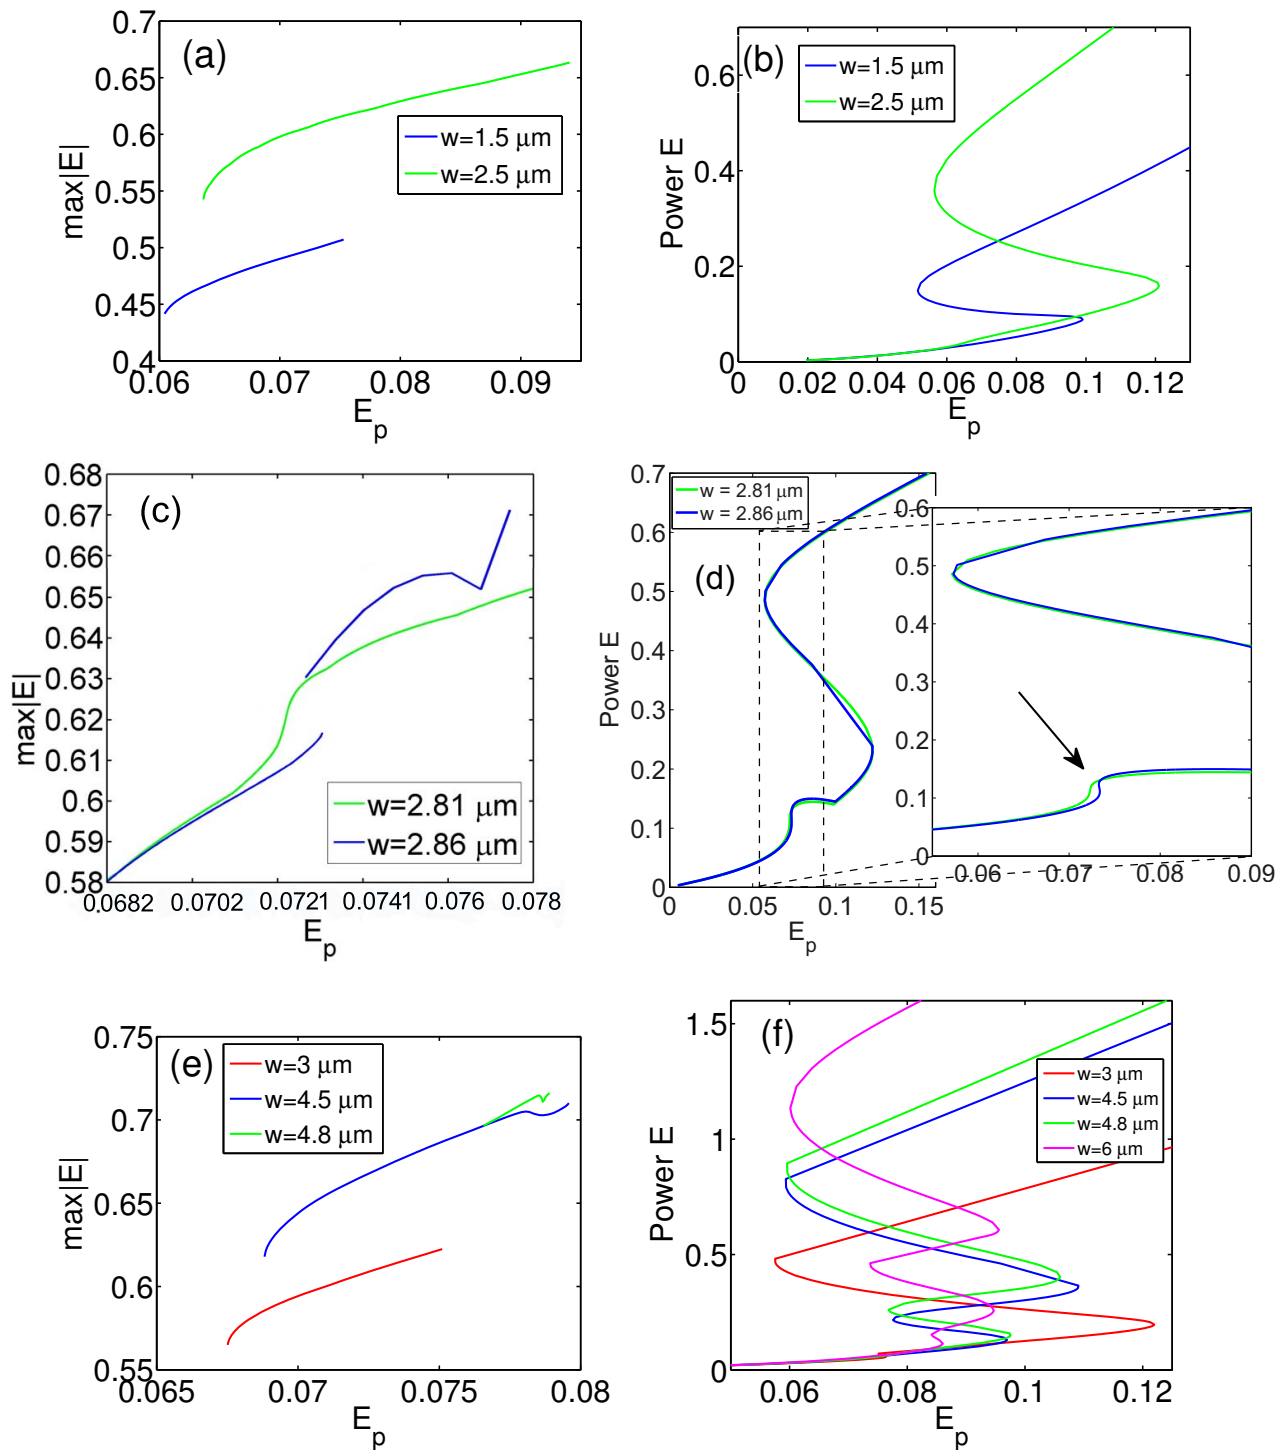 (a)
0.7
0.65
0.6
0.55
0.5
0.45
0.4
max|E|
w=1.5 μm
w=2.5 μm
0.06 0.07 0.08 0.09
E_p
(b)
0.6
0.4
0.2
0
Power E
w=1.5 μm
w=2.5 μm
0 0.02 0.04 0.06 0.08 0.1 0.12
E_p
(c)
0.68
0.67
0.66
0.65
0.64
0.63
0.62
0.61
0.6
0.59
0.58
max|E|
w=2.81 μm
w=2.86 μm
0.0682 0.0702 0.0721 0.0741 0.076 0.078
E_p
(d)
0.7
0.6
0.5
0.4
0.3
0.2
0.1
0
Power E
w = 2.81 μm
w = 2.86 μm
0 0.05 0.1 0.15
E_p
0.6
0.5
0.4
0.3
0.2
0.1
0
0.06 0.07 0.08 0.09
(e)
0.75
0.7
0.65
0.6
0.55
max|E|
w=3 μm
w=4.5 μm
w=4.8 μm
0.065 0.07 0.075 0.08
E_p
(f)
1.5
1
0.5
0
Power E
w=3 μm
w=4.5 μm
w=4.8 μm
w=6 μm
0.06 0.08 0.1 0.12
E_p